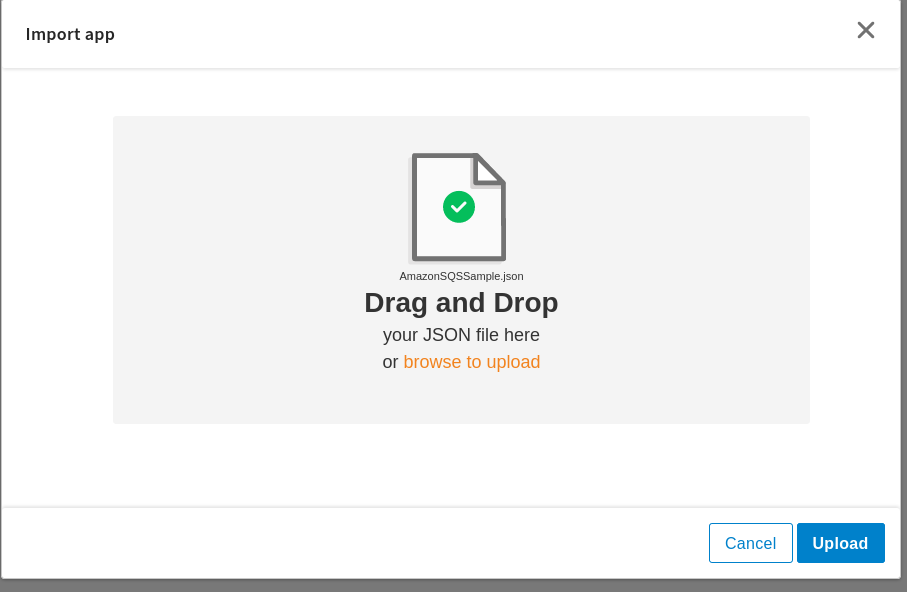 Import app
AmazonSQSSample.json
Drag and Drop
your JSON file here
or browse to upload
Cancel
Upload